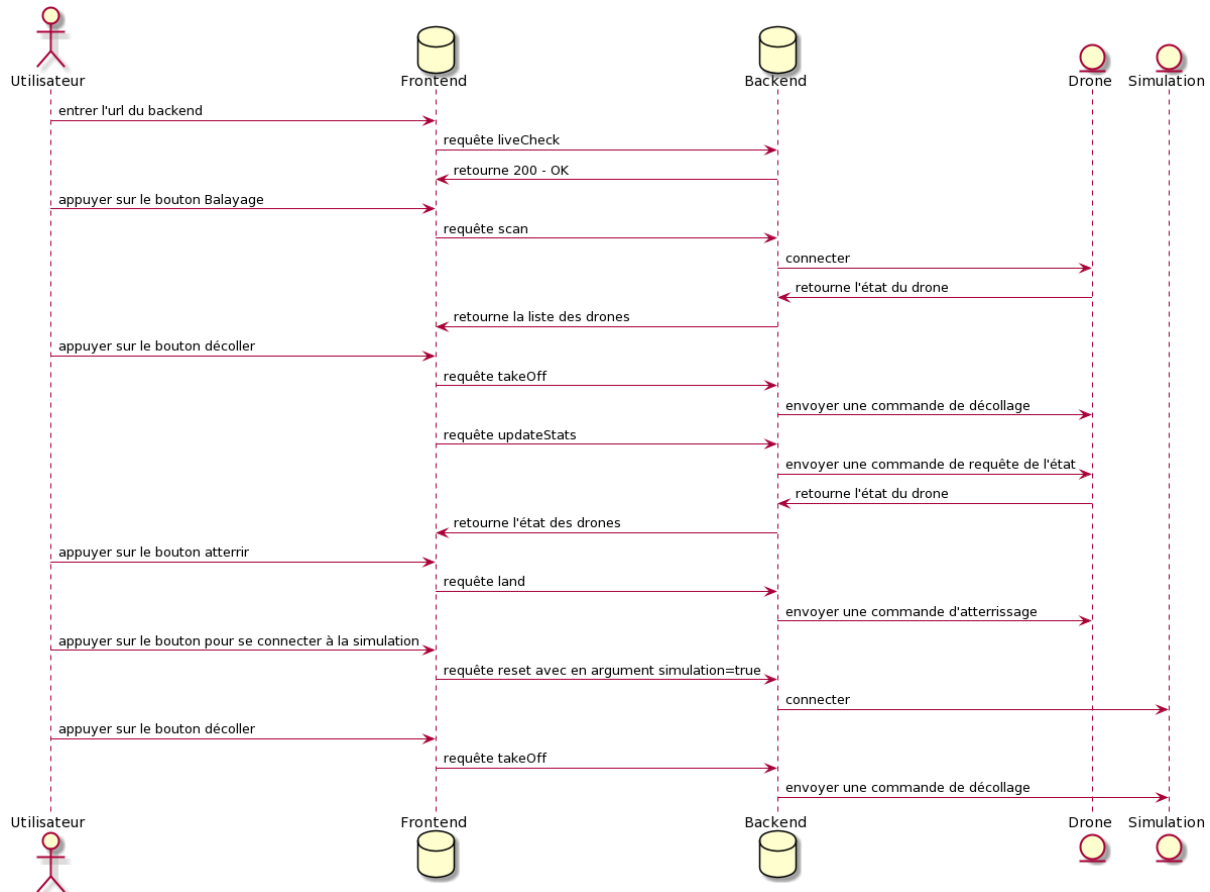 Utilisateur
Frontend
Backend
Drone
Simulation
entrer l'url du backend
requête liveCheck
retourne 200 - OK
appuyer sur le bouton Balayage
requête scan
connecter
retourne l'état du drone
retourne la liste des drones
appuyer sur le bouton décoller
requête takeOff
envoyer une commande de décollage
requête updateStats
envoyer une commande de requête de l'état
retourne l'état du drone
retourne l'état des drones
appuyer sur le bouton atterrir
requête land
envoyer une commande d'atterrissage
appuyer sur le bouton pour se connecter à la simulation
requête reset avec en argument simulation=true
connecter
appuyer sur le bouton décoller
requête takeOff
envoyer une commande de décollage
Utilisateur
Frontend
Backend
Drone
Simulation